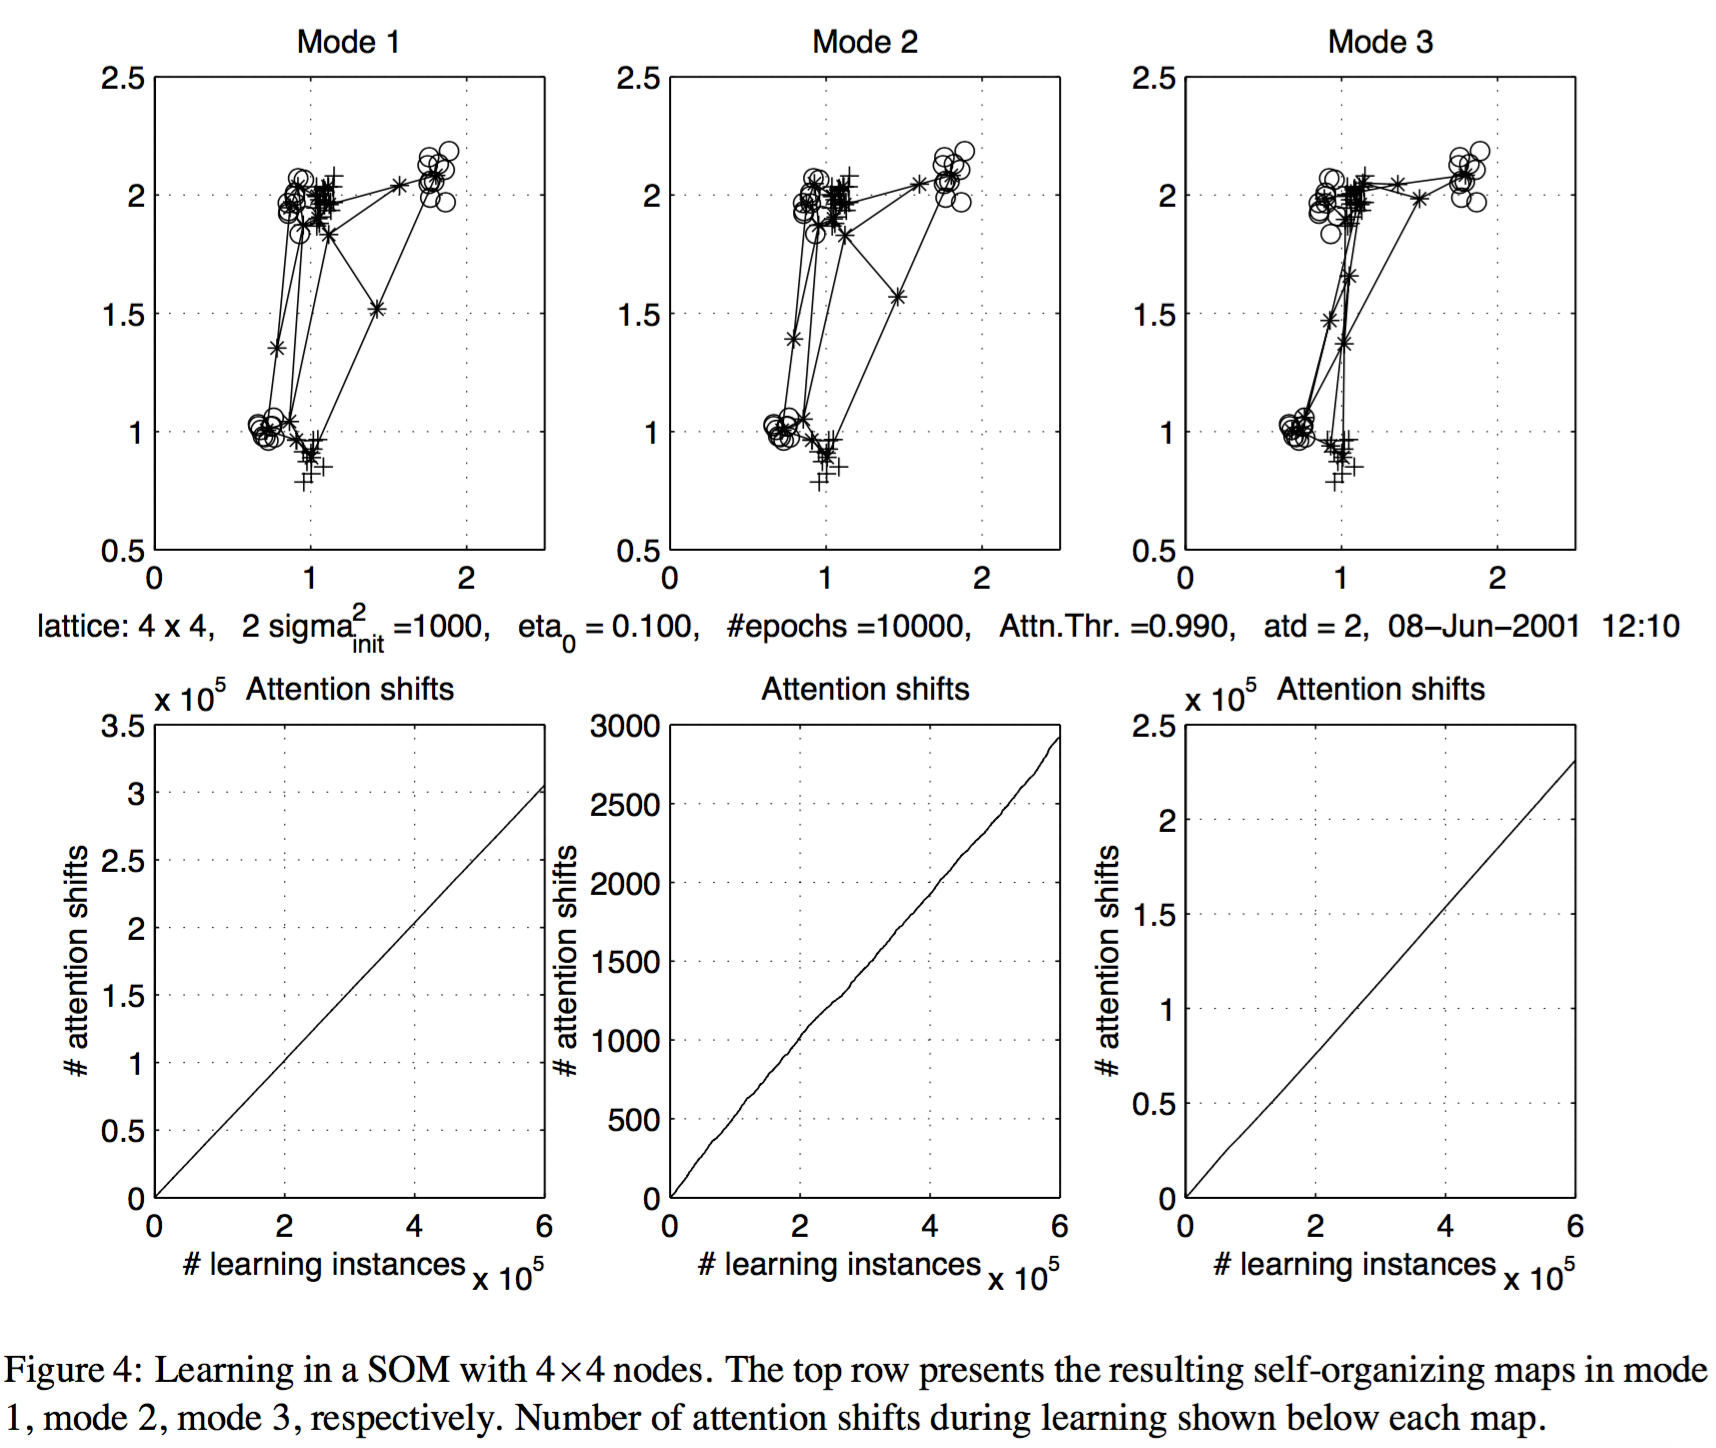 Mode 1 Mode 2 Mode 3
2.5 2.5 2.5
2 2 2
1.5 1.5 1.5
1 1 1
0.5 0.5 0.5
0 1 2 0 1 2 0 1 2
lattice: 4 x 4, 2 sigma²init =1000, eta0 = 0.100, #epochs =10000, Attn.Thr. =0.990, atd = 2, 08–Jun–2001 12:10
x 10⁵ Attention shifts
3.5
3
2.5
2
1.5
1
0.5
0
# attention shifts
0 2 4 6
# learning instances x 10⁵
Attention shifts
3000
2500
2000
1500
1000
500
0
# attention shifts
0 2 4 6
# learning instances x 10⁵
x 10⁵ Attention shifts
2.5
2
1.5
1
0.5
0
# attention shifts
0 2 4 6
# learning instances x 10⁵
Figure 4: Learning in a SOM with 4×4 nodes. The top row presents the resulting self-organizing maps in mode
1, mode 2, mode 3, respectively. Number of attention shifts during learning shown below each map.